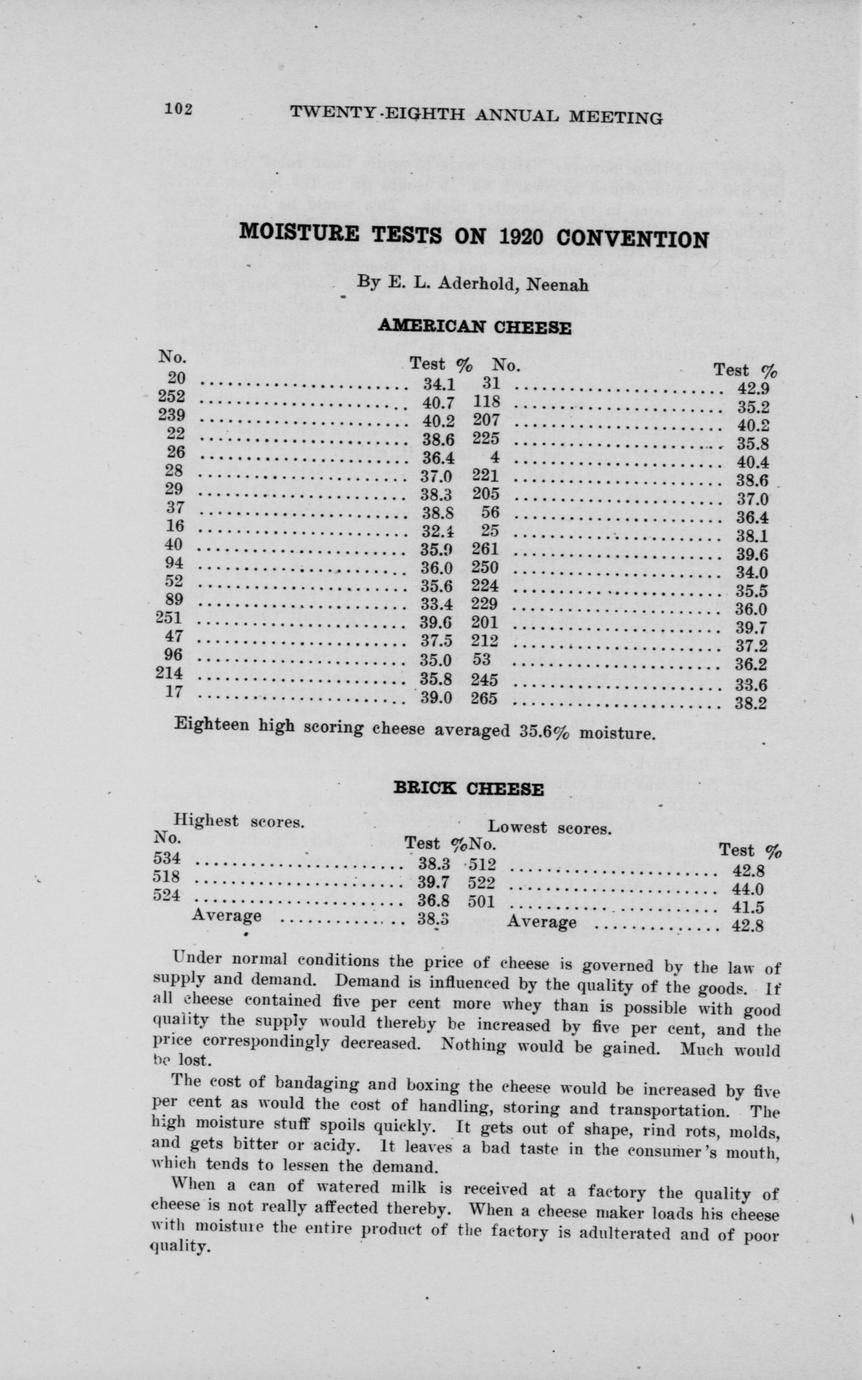 102 TWENTY-EIGHTH ANNUAL MEETING
MOISTURE TESTS ON 1920 CONVENTION
By E. L. Aderhold, Neenah
AMERICAN CHEESE
No. Test % No. Test %
20 ....................... 34.1 31 ....................... 42.9
252 ....................... 40.7 118 ....................... 35.2
239 ....................... 40.2 207 ....................... 40.2
22 ....................... 38.6 225 ....................... 35.8
26 ....................... 36.4 4 ....................... 40.4
28 ....................... 37.0 221 ....................... 38.6
29 ....................... 38.3 205 ....................... 37.0
37 ....................... 38.8 56 ....................... 36.4
16 ....................... 32.4 25 ....................... 38.1
40 ....................... 35.9 261 ....................... 39.6
94 ....................... 36.0 250 ....................... 34.0
52 ....................... 35.6 224 ....................... 35.5
89 ....................... 33.4 229 ....................... 36.0
251 ....................... 39.6 201 ....................... 39.7
47 ....................... 37.5 212 ....................... 37.2
96 ....................... 35.0 53 ....................... 36.2
214 ....................... 35.8 245 ....................... 33.6
17 ....................... 39.0 265 ....................... 38.2
Eighteen high scoring cheese averaged 35.6% moisture.
BRICK CHEESE
Highest scores. Lowest scores.
No. Test % No. Test %
534 ....................... 38.3 512 ....................... 42.8
518 ....................... 39.7 522 ....................... 44.0
524 ....................... 36.8 501 ....................... 41.5
Average .............. 38.3 Average .............. 42.8
Under normal conditions the price of cheese is governed by the law of
supply and demand. Demand is influenced by the quality of the goods. If
all cheese contained five per cent more whey than is possible with good
quality the supply would thereby be increased by five per cent, and the
price correspondingly decreased. Nothing would be gained. Much would
be lost.
The cost of bandaging and boxing the cheese would be increased by five
per cent as would the cost of handling, storing and transportation. The
high moisture stuff spoils quickly. It gets out of shape, rind rots, molds,
and gets bitter or acidy. It leaves a bad taste in the consumer's mouth,
which tends to lessen the demand.
When a can of watered milk is received at a factory the quality of
cheese is not really affected thereby. When a cheese maker loads his cheese
with moisture the entire product of the factory is adulterated and of poor
quality.